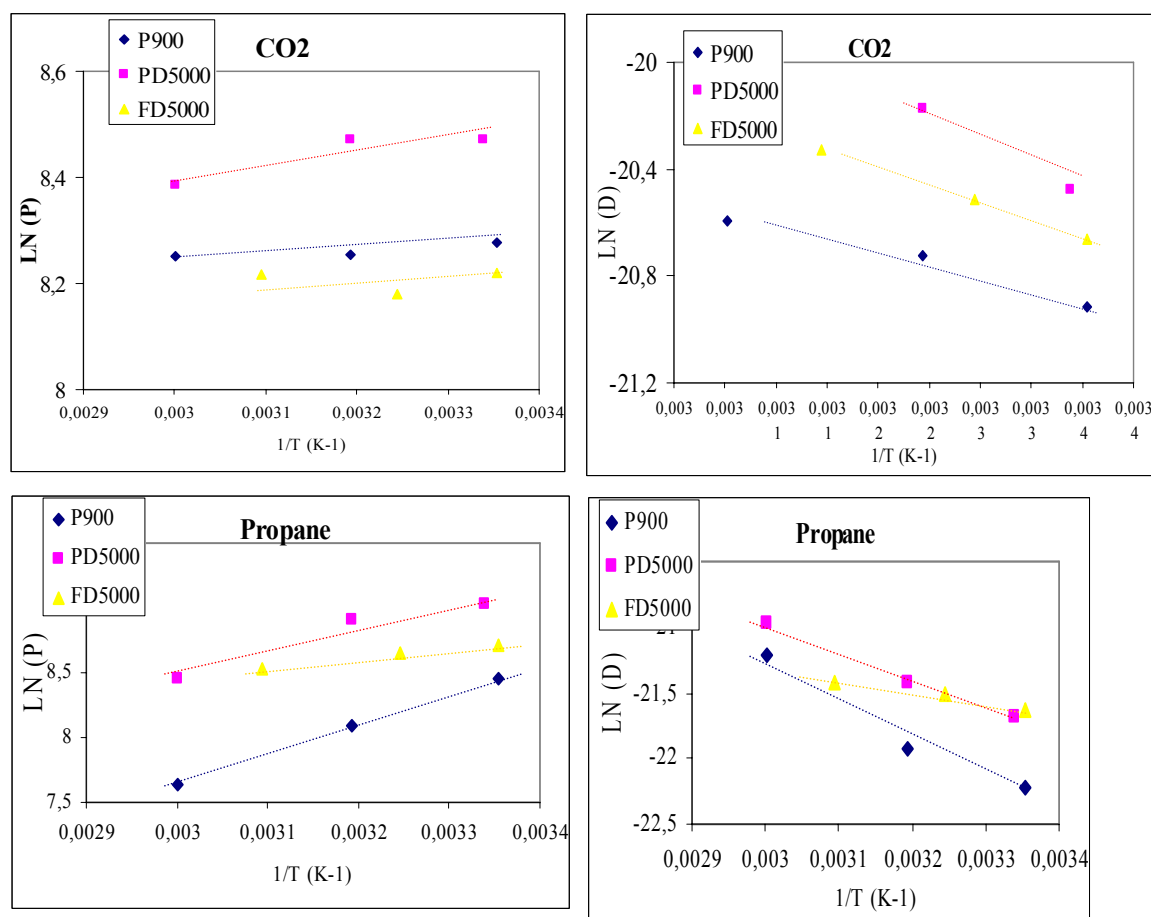 P900
PD5000
FD5000
CO2
LN (P)
8,6
8,4
8,2
8
0,0029 0,003 0,0031 0,0032 0,0033 0,0034
1/T (K-1)
P900
PD5000
FD5000
CO2
LN (D)
-20
-20,4
-20,8
-21,2
0,003 0,003 0,003 0,003 0,003 0,003 0,003 0,003 0,003 0,003
1 1 2 2 3 3 4 4
1/T (K-1)
P900
PD5000
FD5000
Propane
LN (P)
8,5
8
7,5
0,0029 0,003 0,0031 0,0032 0,0033 0,0034
1/T (K-1)
P900
PD5000
FD5000
Propane
LN (D)
-21,5
-22
-22,5
0,0029 0,003 0,0031 0,0032 0,0033 0,0034
1/T (K-1)